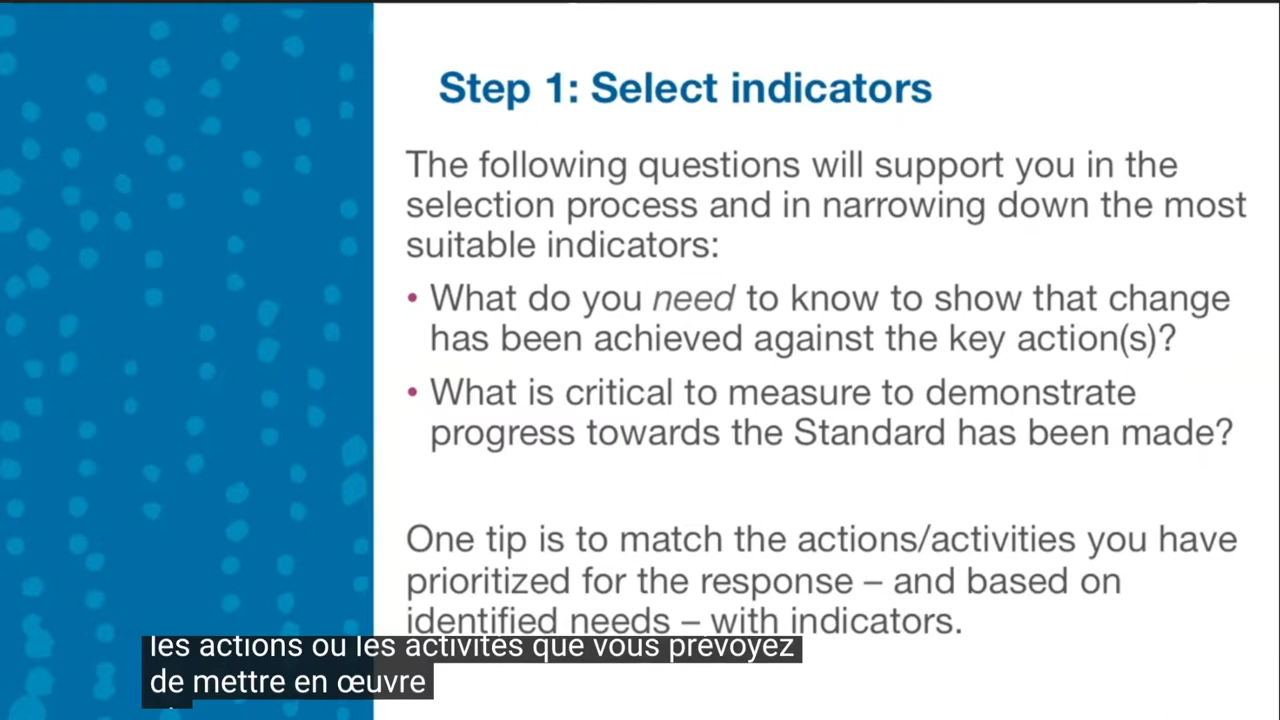 Step 1: Select indicators
The following questions will support you in the
selection process and in narrowing down the most
suitable indicators:
• What do you need to know to show that change
has been achieved against the key action(s)?
• What is critical to measure to demonstrate
progress towards the Standard has been made?
One tip is to match the actions/activities you have
prioritized for the response – and based on
identified needs – with indicators.
les actions ou les activités que vous prévoyez
de mettre en œuvre